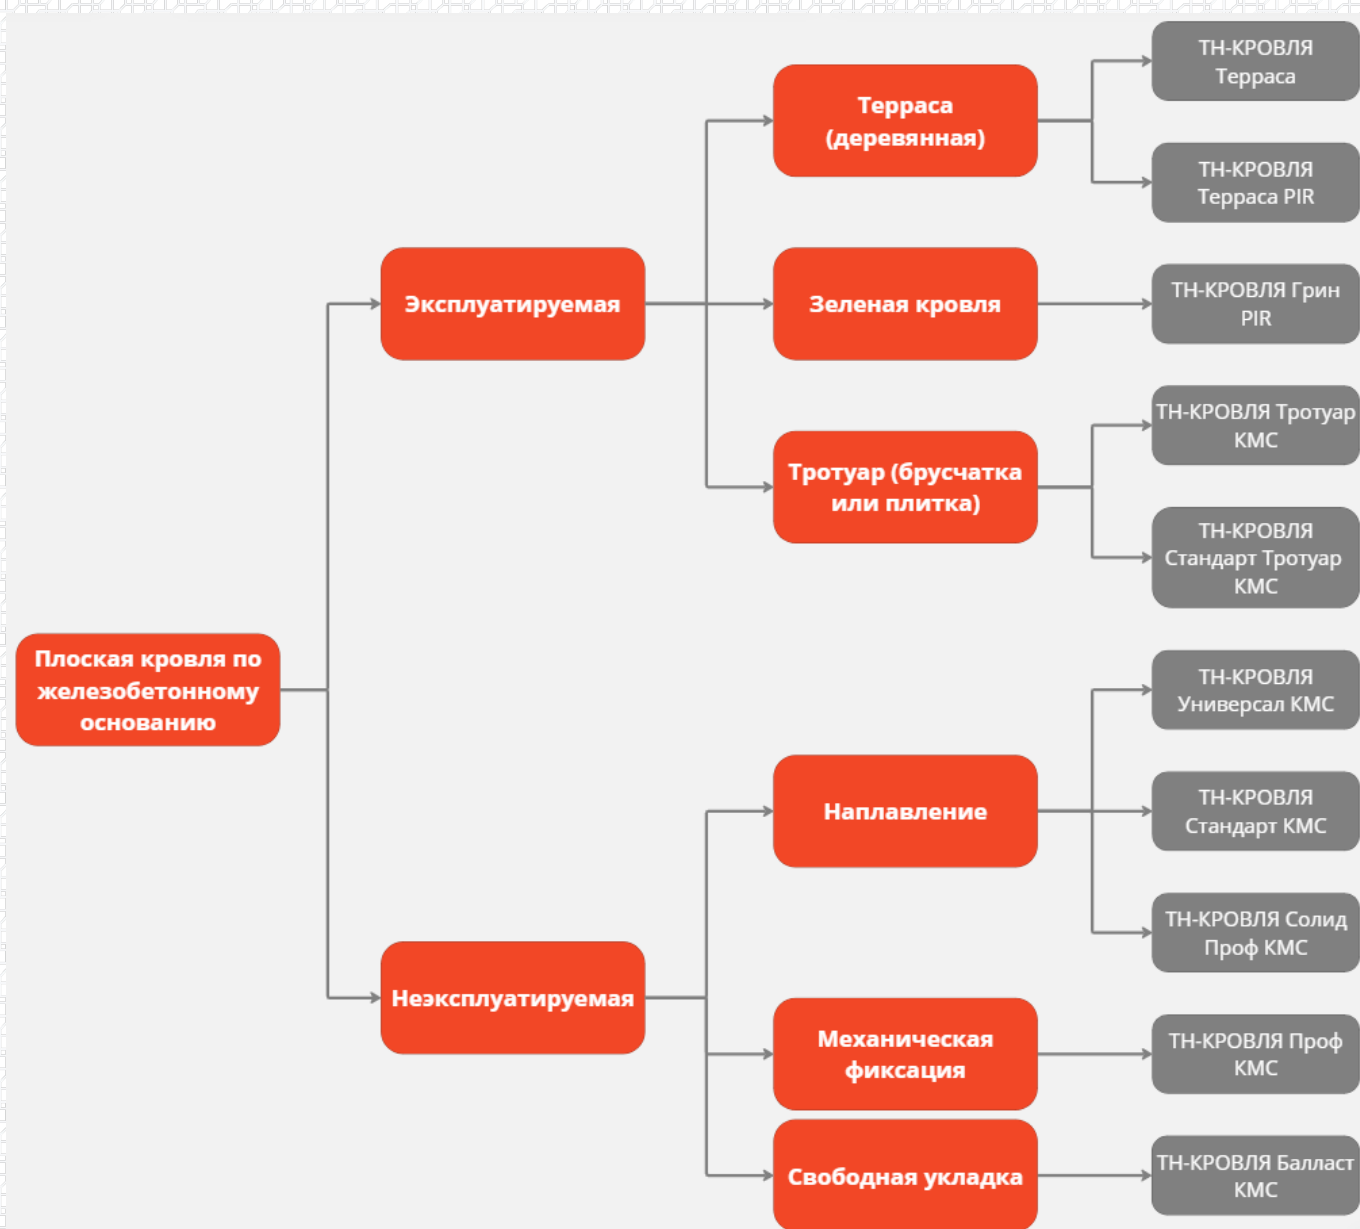 ТН-КРОВЛЯ
Терраса
Терраса
(деревянная)
ТН-КРОВЛЯ
Терраса PIR
Эксплуатируемая
Зеленая кровля
ТН-КРОВЛЯ Грин
PIR
ТН-КРОВЛЯ Тротуар
КМС
Тротуар (брусчатка
или плитка)
ТН-КРОВЛЯ
Стандарт Тротуар
КМС
Плоская кровля по
железобетонному
основанию
ТН-КРОВЛЯ
Универсал КМС
Наплавление
ТН-КРОВЛЯ
Стандарт КМС
ТН-КРОВЛЯ Солид
Проф КМС
Неэксплуатируемая
Механическая
фиксация
ТН-КРОВЛЯ Проф
КМС
Свободная укладка
ТН-КРОВЛЯ Балласт
КМС